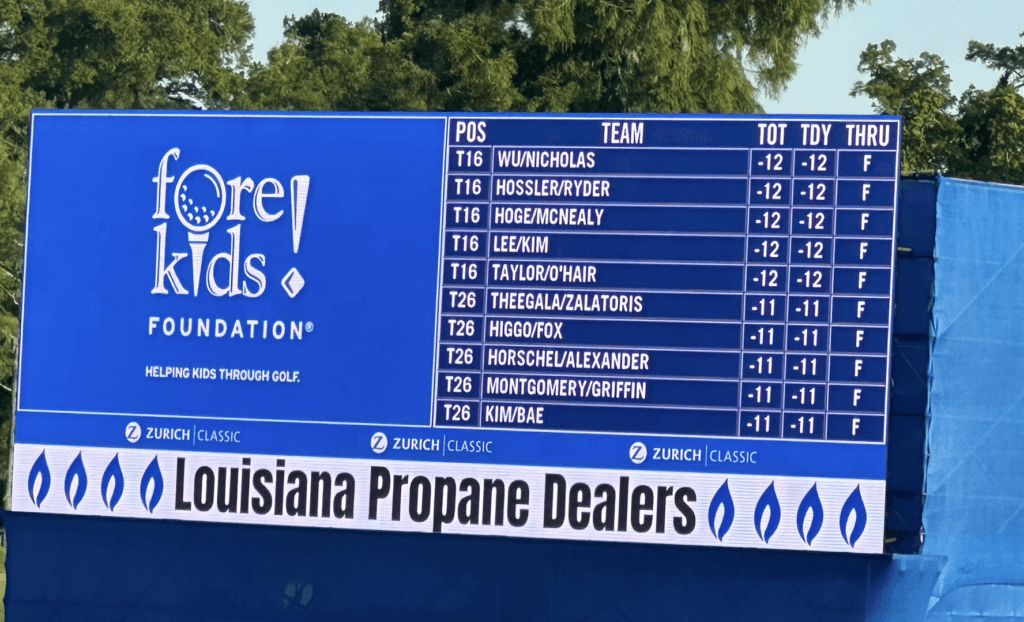 fore!
kids
FOUNDATION®
HELPING KIDS THROUGH GOLF.
POS TEAM TOT TDY THRU
T16 WU/NICHOLAS -12 -12 F
T16 HOSSLER/RYDER -12 -12 F
T16 HOGE/MCNEALY -12 -12 F
T16 LEE/KIM -12 -12 F
T16 TAYLOR/O'HAIR -12 -12 F
T26 THEEGALA/ZALATORIS -11 -11 F
T26 HIGGO/FOX -11 -11 F
T26 HORSCHEL/ALEXANDER -11 -11 F
T26 MONTGOMERY/GRIFFIN -11 -11 F
T26 KIM/BAE -11 -11 F
Z ZURICH | CLASSIC Z ZURICH | CLASSIC Z ZURICH | CLASSIC
Louisiana Propane Dealers